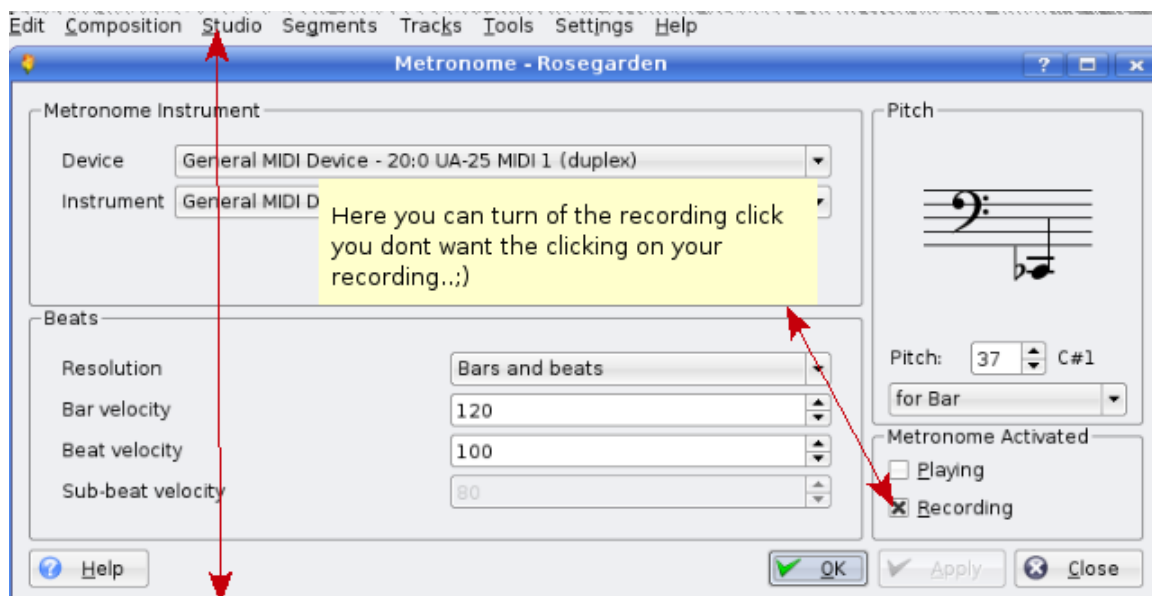 Edit Composition Studio Segments Tracks Tools Settings Help
Metronome - Rosegarden
Metronome Instrument
Device General MIDI Device - 20:0 UA-25 MIDI 1 (duplex)
Instrument General MIDI D
Here you can turn of the recording click
you dont want the clicking on your
recording..;)
Beats
Resolution Bars and beats
Bar velocity 120
Beat velocity 100
Sub-beat velocity 80
Pitch
Pitch: 37 C#1
for Bar
Metronome Activated
Playing
Recording
Help OK Apply Close